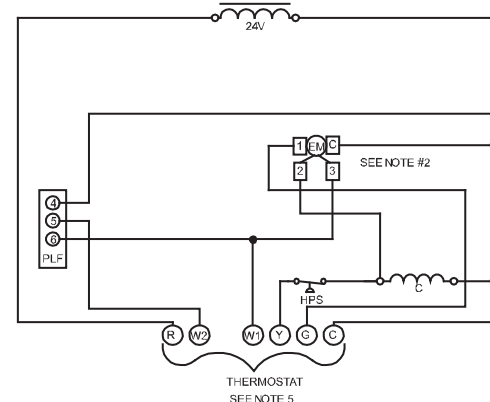 24V
1 EM C
SEE NOTE #2
2 3
4
5
6
PLF
C
HPS
R W2 W1 Y G C
THERMOSTAT
SEE NOTE 5